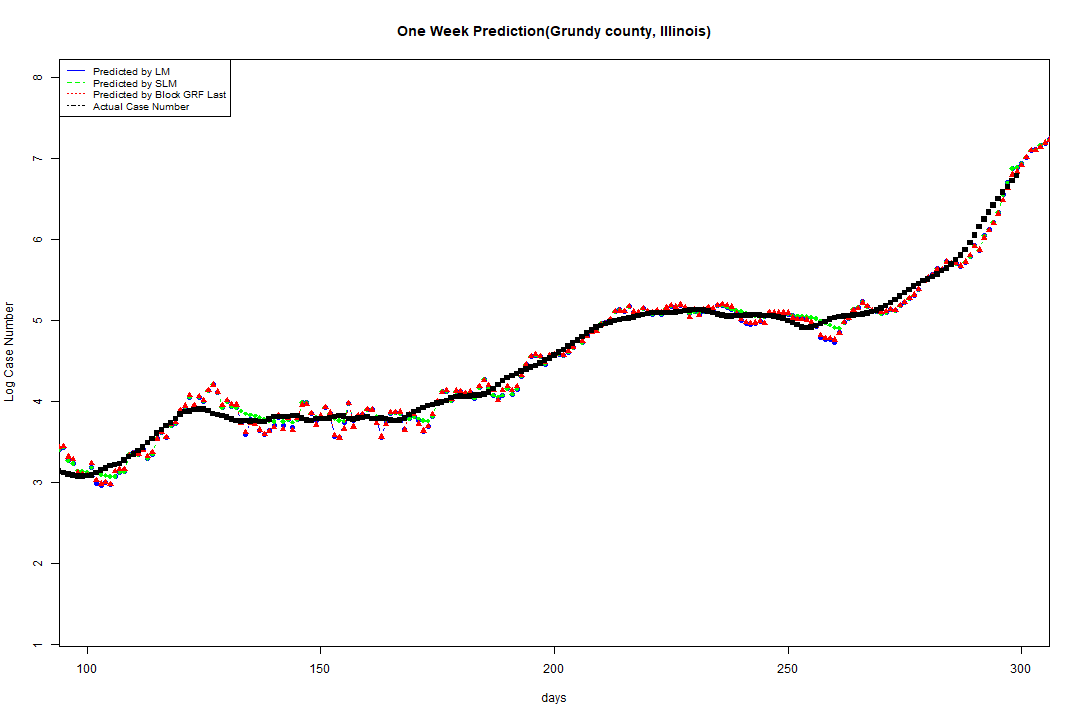 One Week Prediction(Grundy county, Illinois)
Predicted by LM
Predicted by SLM
Predicted by Block GRF Last
Actual Case Number
8
7
6
5
4
3
2
1
Log Case Number
100 150 200 250 300
days